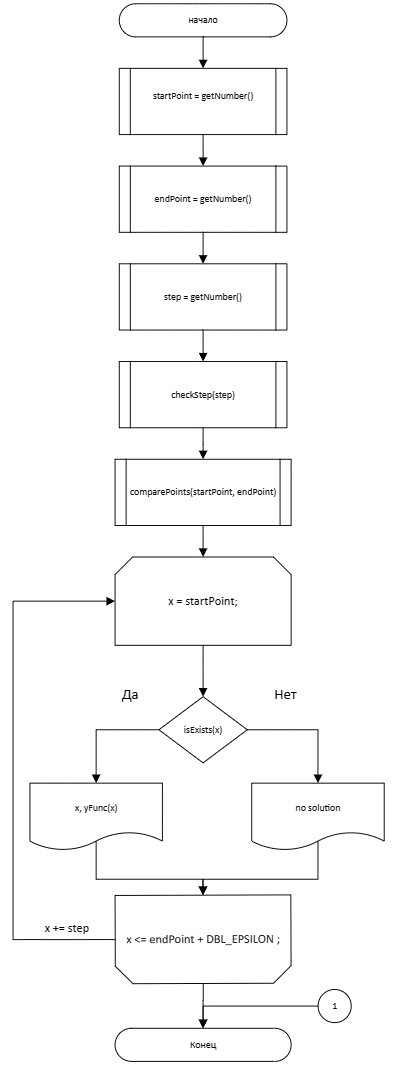 начало
startPoint = getNumber()
endPoint = getNumber()
step = getNumber()
checkStep(step)
comparePoints(startPoint, endPoint)
x = startPoint;
Да
Нет
isExists(x)
x, yFunc(x)
no solution
x += step
x <= endPoint + DBL_EPSILON ;
1
Конец